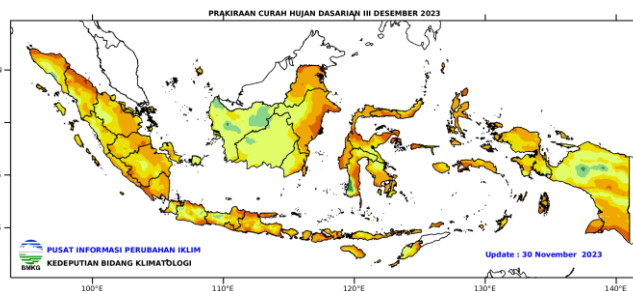 PRAKIRAAN CURAH HUJAN DASARIAN III DESEMBER 2023
PUSAT INFORMASI PERUBAHAN IKLIM
KEDEPUTIAN BIDANG KLIMATOLOGI
BMKG
Update : 30 November 2023
100°E 110°E 120°E 130°E 140°E